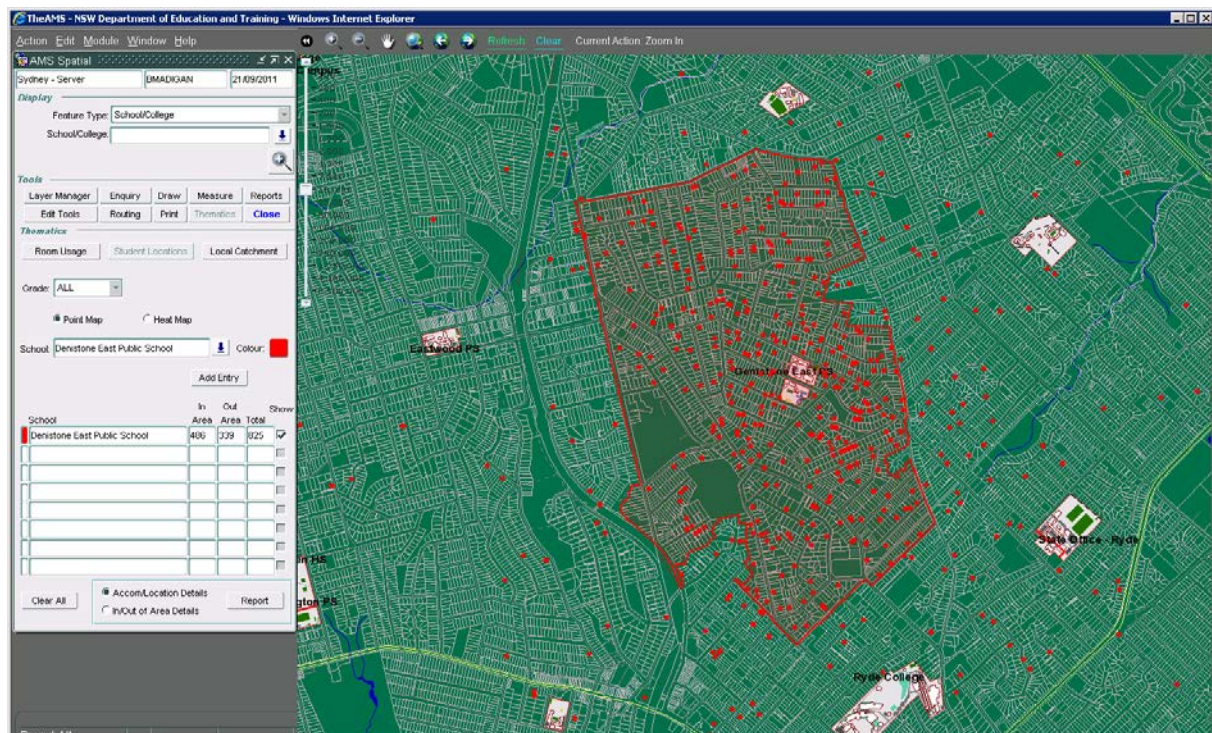 TheAMS - NSW Department of Education and Training - Windows Internet Explorer
Action Edit Module Window Help
Refresh Clear Current Action: Zoom In
AMS Spatial
Sydney - Server BMADIGAN 21/09/2011
Display
Feature Type: School/College
School/College:
Tools
Layer Manager Enquiry Draw Measure Reports
Edit Tools Routing Print Thematics Close
Thematics
Room Usage Student Locations Local Catchment
Grade: ALL
Point Map Heat Map
School: Denistone East Public School Colour:
Add Entry
In Out Show
School Area Area Total
Denistone East Public School 486 339 825
Clear All
Accom/Location Details
In/Out of Area Details
Report
Eastwood PS
Denistone East PS
State Office - Ryde
Ryde College